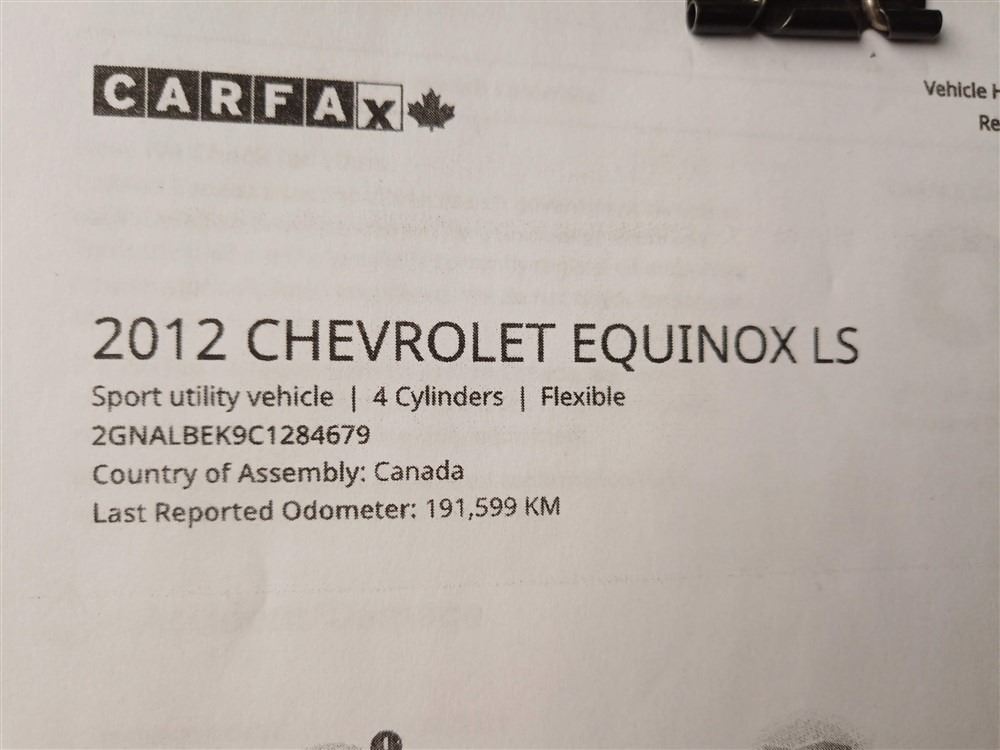 CARFAX
Vehicle H
Re
2012 CHEVROLET EQUINOX LS
Sport utility vehicle | 4 Cylinders | Flexible
2GNALBEK9C1284679
Country of Assembly: Canada
Last Reported Odometer: 191,599 KM